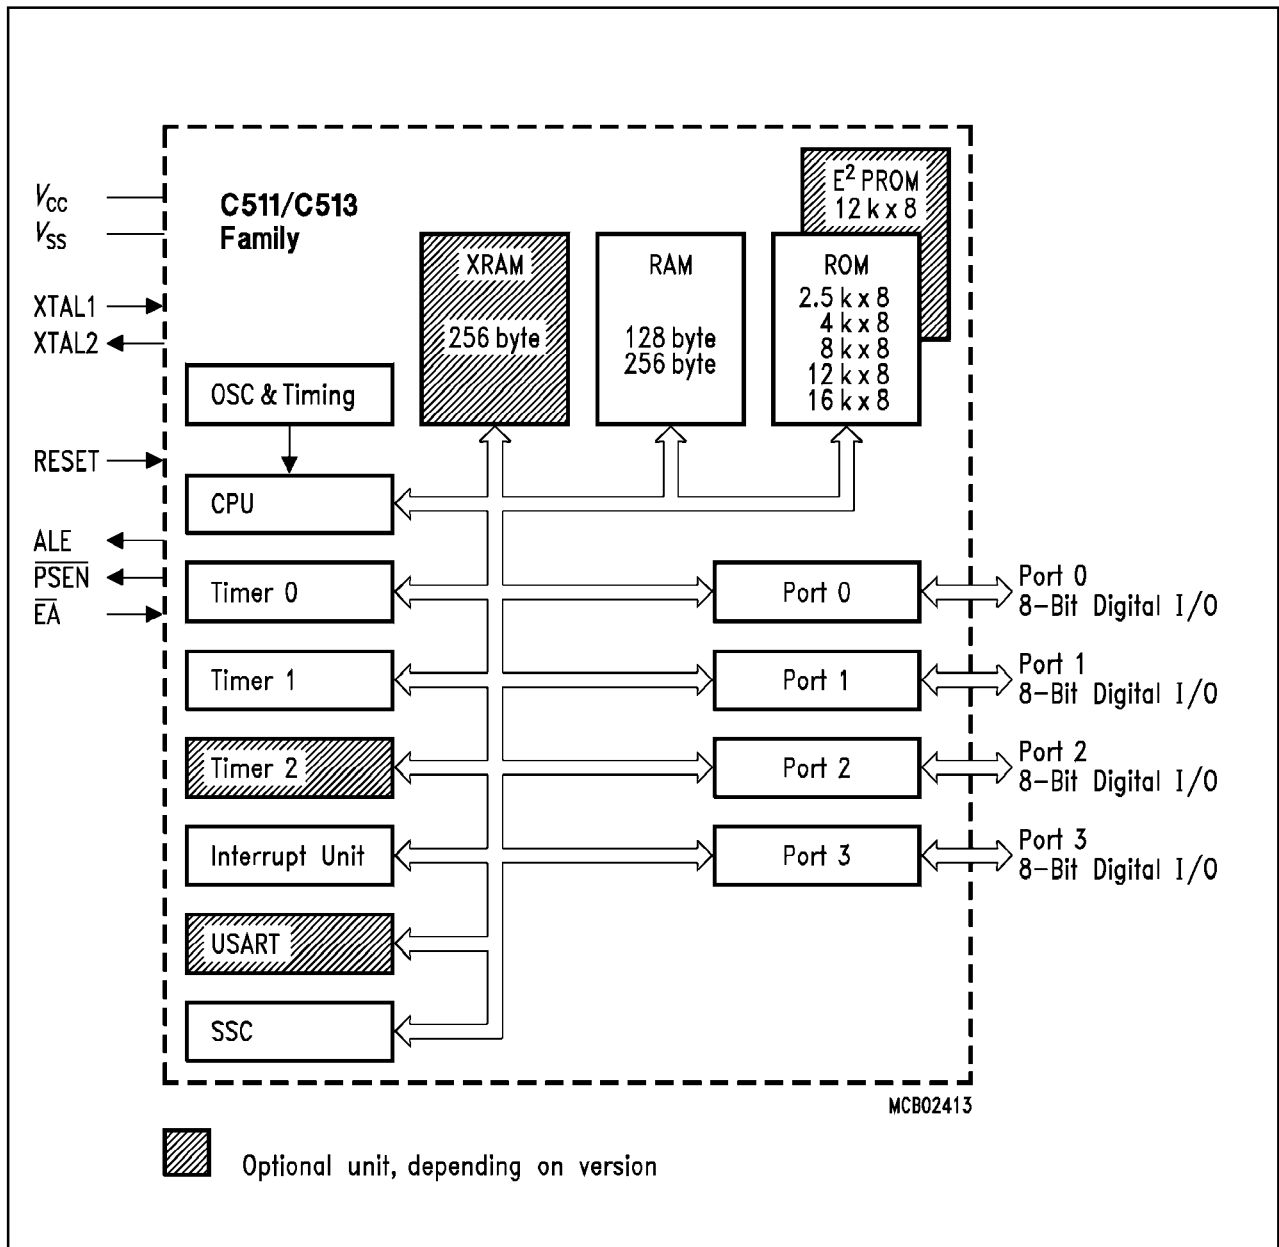 V_CC
V_SS
XTAL1
XTAL2
RESET
ALE
P̅S̅E̅N̅
E̅A̅
C511/C513
Family
OSC & Timing
CPU
Timer 0
Timer 1
Timer 2
Interrupt Unit
USART
SSC
XRAM
256 byte
RAM
128 byte
256 byte
E² PROM
12 k x 8
ROM
2.5 k x 8
4 k x 8
8 k x 8
12 k x 8
16 k x 8
Port 0
Port 1
Port 2
Port 3
Port 0
8-Bit Digital I/O
Port 1
8-Bit Digital I/O
Port 2
8-Bit Digital I/O
Port 3
8-Bit Digital I/O
MCB02413
Optional unit, depending on version